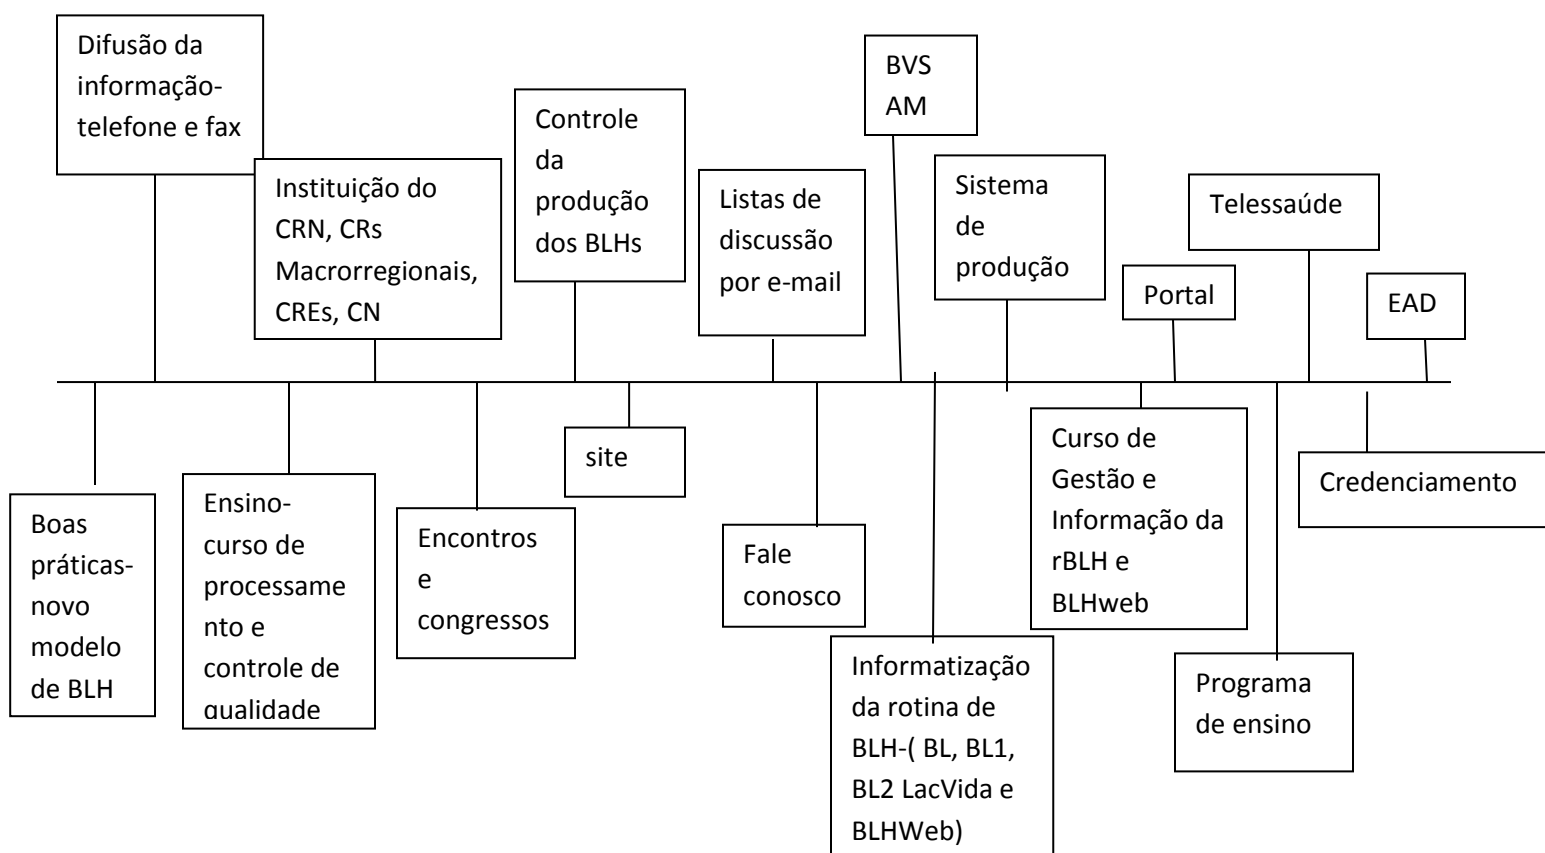 Difusão da
informação-
telefone e fax
Instituição do
CRN, CRs
Macrorregionais,
CREs, CN
Controle
da
produção
dos BLHs
Listas de
discussão
por e-mail
BVS
AM
Sistema
de
produção
Portal
Telessaúde
EAD
Boas
práticas-
novo
modelo
de BLH
Ensino-
curso de
processame
nto e
controle de
qualidade
Encontros
e
congressos
site
Fale
conosco
Informatização
da rotina de
BLH-( BL, BL1,
BL2 LacVida e
BLHWeb)
Curso de
Gestão e
Informação da
rBLH e
BLHweb
Programa
de ensino
Credenciamento